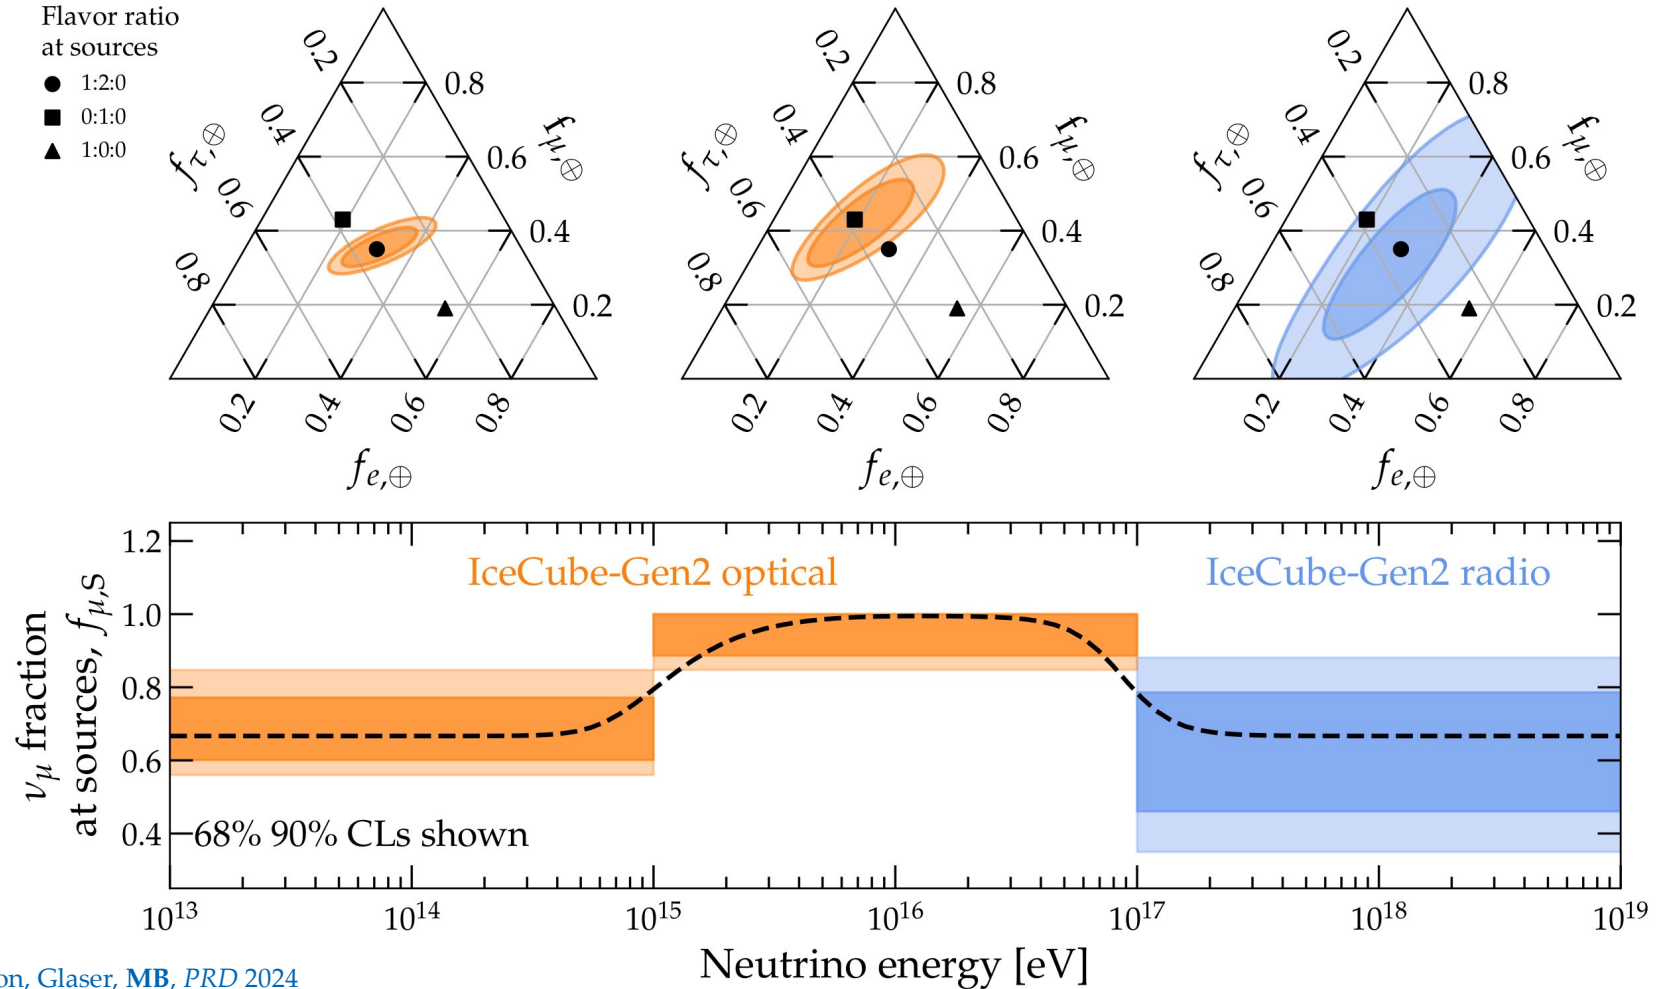 Flavor ratio
at sources
1:2:0
0:1:0
1:0:0
0.2
0.4
0.6
0.8
fτ,⊕
0.8
0.6
0.4
0.2
fμ,⊕
0.2
0.4
0.6
0.8
fe,⊕
0.2
0.4
0.6
0.8
fτ,⊕
0.8
0.6
0.4
0.2
fμ,⊕
0.2
0.4
0.6
0.8
fe,⊕
0.2
0.4
0.6
0.8
fτ,⊕
0.8
0.6
0.4
0.2
fμ,⊕
0.2
0.4
0.6
0.8
fe,⊕
νμ fraction
at sources, fμ,S
1.2
1.0
0.8
0.6
0.4
IceCube-Gen2 optical
IceCube-Gen2 radio
68% 90% CLs shown
10¹³
10¹⁴
10¹⁵
10¹⁶
10¹⁷
10¹⁸
10¹⁹
Neutrino energy [eV]
on, Glaser, MB, PRD 2024